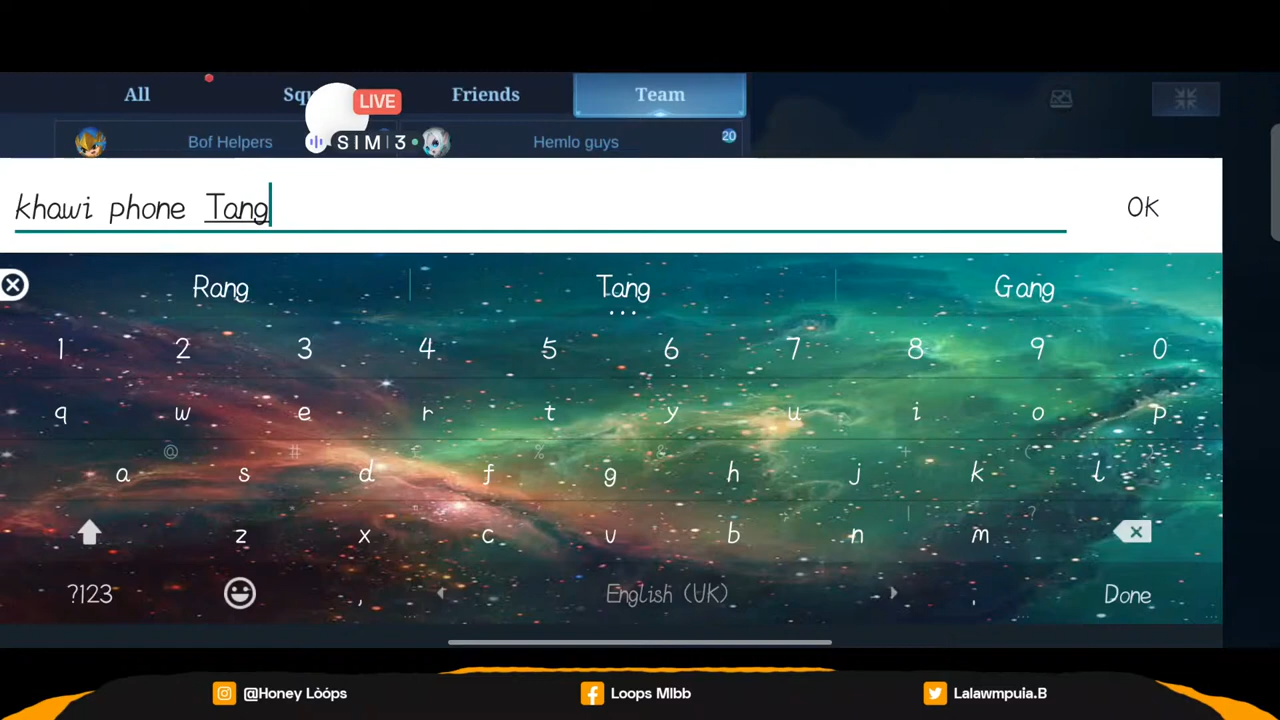 All Squ Friends Team
LIVE
Bof Helpers SIM 3 Hemlo guys 20
khawi phone Tang OK
Rang Tang Gang
1 2 3 4 5 6 7 8 9 0
q w e r t y u i o p
@ # £ % & - + (
a s d f g h j k l
z x c v b n m
?123 , English (UK) . Done
@Honey Lòóps Loops Mlbb Lalawmpuia.B